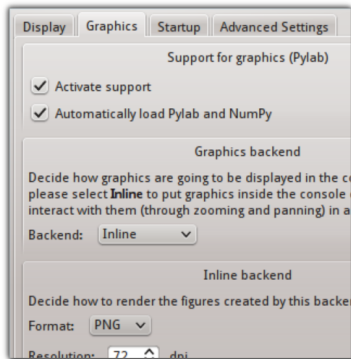 Display Graphics Startup Advanced Settings
Support for graphics (Pylab)
Activate support
Automatically load Pylab and NumPy
Graphics backend
Decide how graphics are going to be displayed in the
please select Inline to put graphics inside the console
interact with them (through zooming and panning) in a
Backend: Inline
Inline backend
Decide how to render the figures created by this
Format: PNG
Resolution: 72 dpi